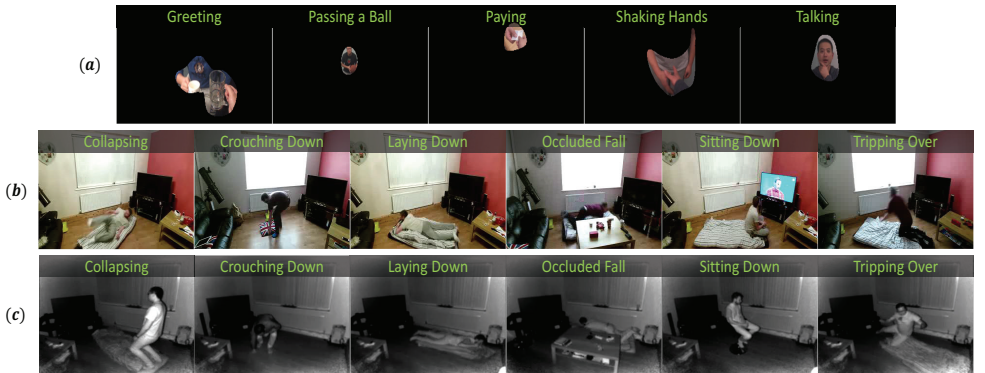 Greeting Passing a Ball Paying Shaking Hands Talking
(a)
Collapsing Crouching Down Laying Down Occluded Fall Sitting Down Tripping Over
(b)
Collapsing Crouching Down Laying Down Occluded Fall Sitting Down Tripping Over
(c)